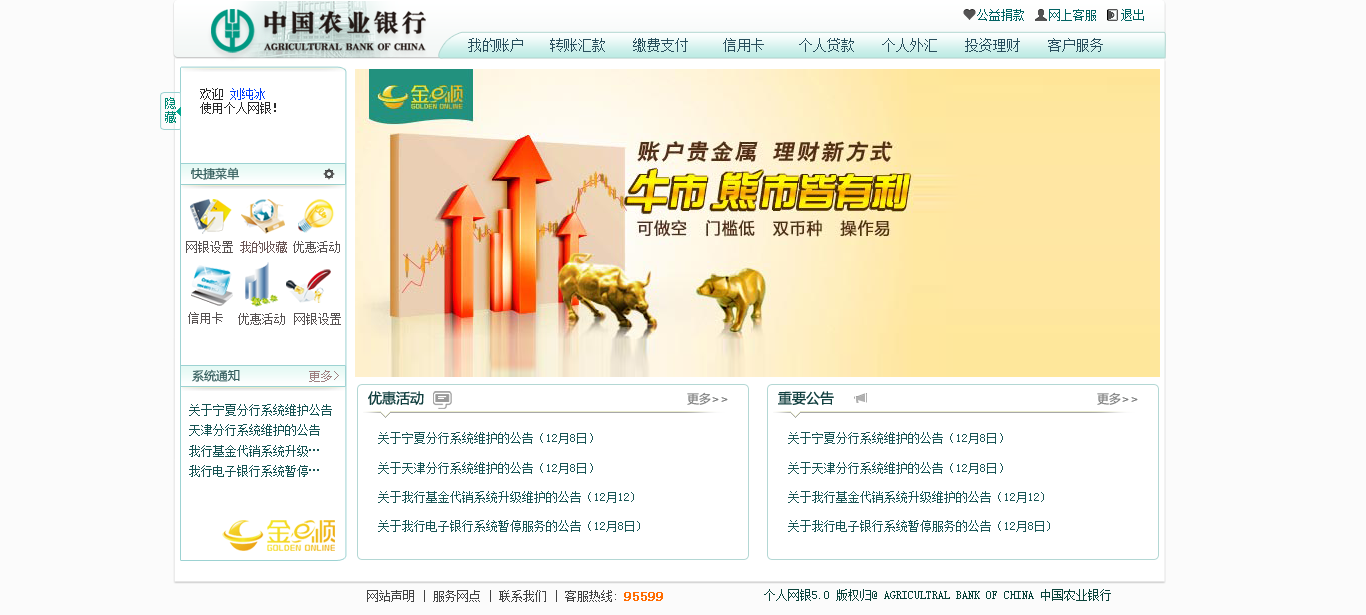 中国农业银行
AGRICULTURAL BANK OF CHINA
公益捐款 网上客服 退出
我的账户 转账汇款 缴费支付 信用卡 个人贷款 个人外汇 投资理财 客户服务
隐藏
欢迎 刘纯冰
使用个人网银!
快捷菜单
网银设置 我的收藏 优惠活动
信用卡 优惠活动 网银设置
系统通知 更多>
关于宁夏分行系统维护公告
天津分行系统维护的公告
我行基金代销系统升级…
我行电子银行系统暂停…
金e顺
GOLDEN ONLINE
金e顺
GOLDEN ONLINE
账户贵金属 理财新方式
牛市 熊市皆有利
可做空 门槛低 双币种 操作易
优惠活动 更多>>
关于宁夏分行系统维护的公告（12月8日）
关于天津分行系统维护的公告（12月8日）
关于我行基金代销系统升级维护的公告（12月12）
关于我行电子银行系统暂停服务的公告（12月8日）
重要公告 更多>>
关于宁夏分行系统维护的公告（12月8日）
关于天津分行系统维护的公告（12月8日）
关于我行基金代销系统升级维护的公告（12月12）
关于我行电子银行系统暂停服务的公告（12月8日）
网站声明 | 服务网点 | 联系我们 | 客服热线: 95599
个人网银5.0 版权归@ AGRICULTRAL BANK OF CHINA 中国农业银行